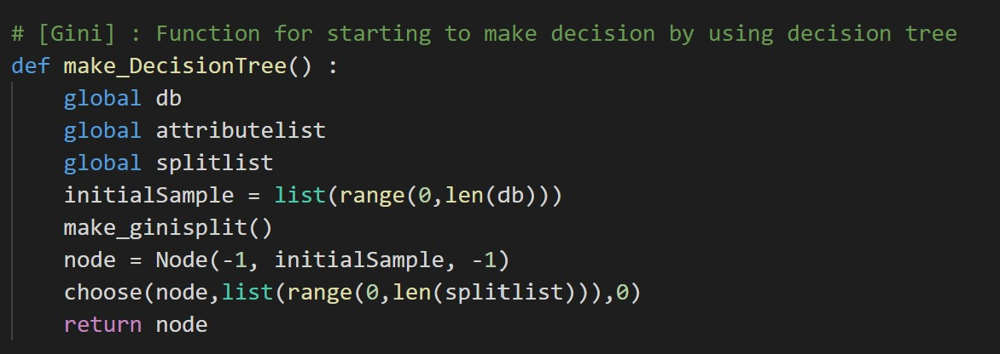 # [Gini] : Function for starting to make decision by using decision tree
def make_DecisionTree() :
    global db
    global attributelist
    global splitlist
    initialSample = list(range(0,len(db)))
    make_ginisplit()
    node = Node(-1, initialSample, -1)
    choose(node,list(range(0,len(splitlist))),0)
    return node